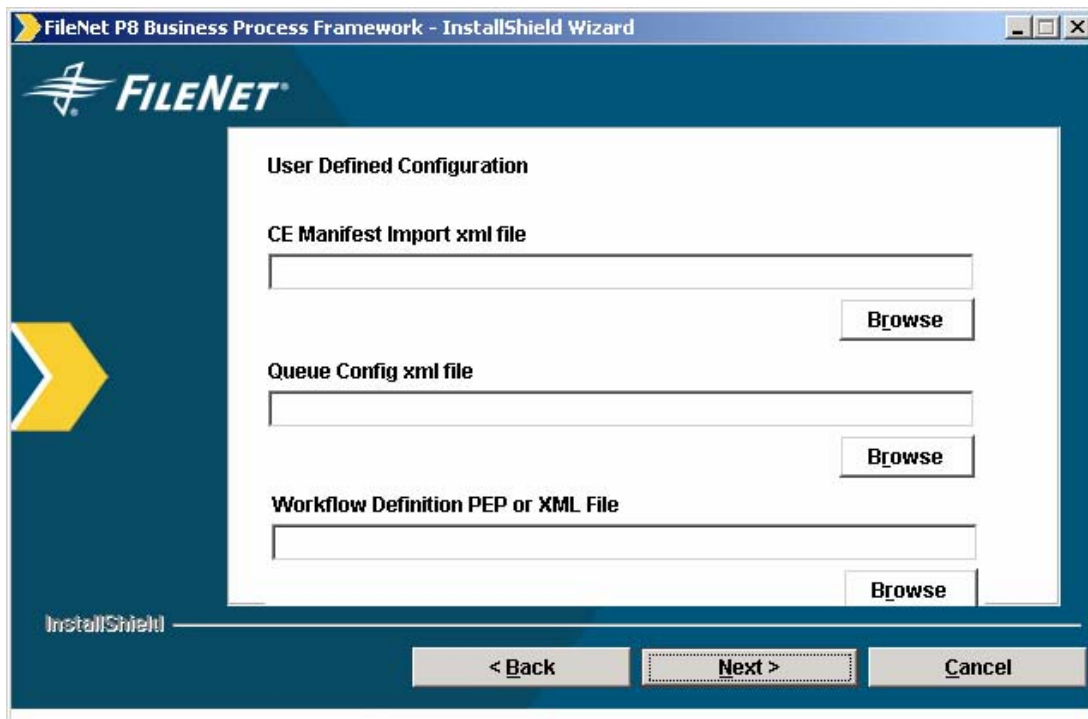 FileNet P8 Business Process Framework - InstallShield Wizard
FILENET®
User Defined Configuration
CE Manifest Import xml file
Browse
Queue Config xml file
Browse
Workflow Definition PEP or XML File
Browse
InstallShield
< Back
Next >
Cancel